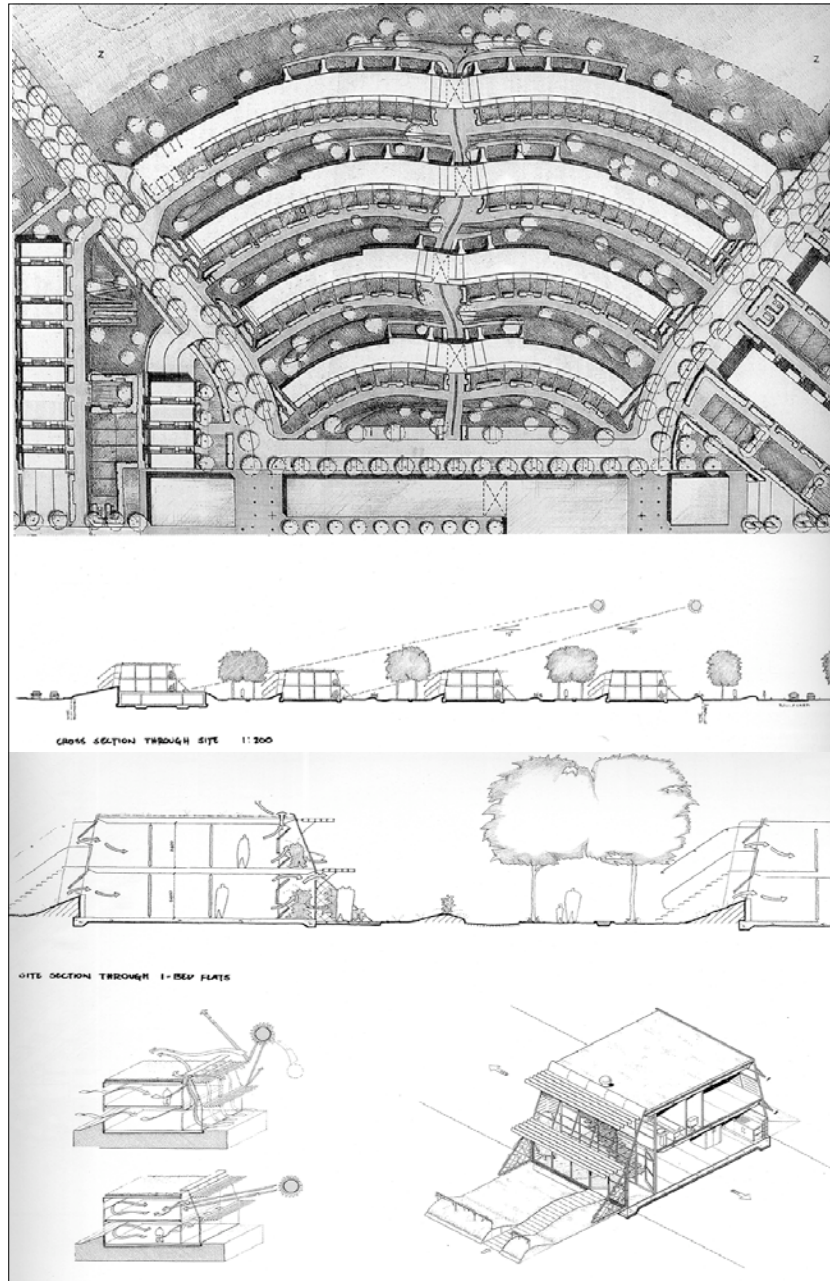 Z
Z
CROSS SECTION THROUGH SITE 1:200
SITE SECTION THROUGH 1-BED FLATS